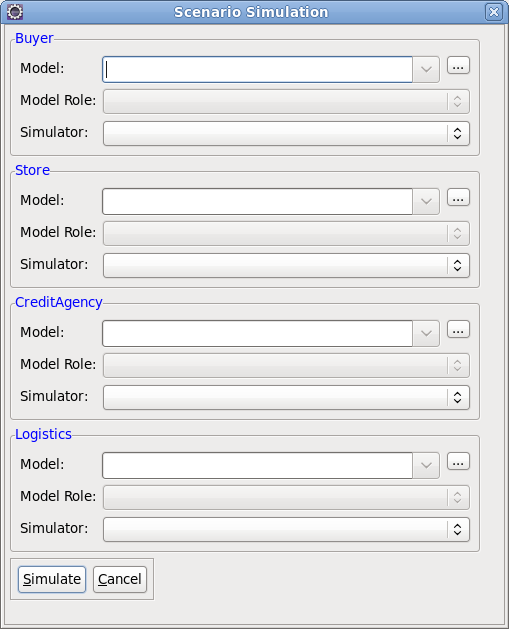 Scenario Simulation
Buyer
Model:
...
Model Role:
Simulator:
Store
Model:
...
Model Role:
Simulator:
CreditAgency
Model:
...
Model Role:
Simulator:
Logistics
Model:
...
Model Role:
Simulator:
Simulate Cancel